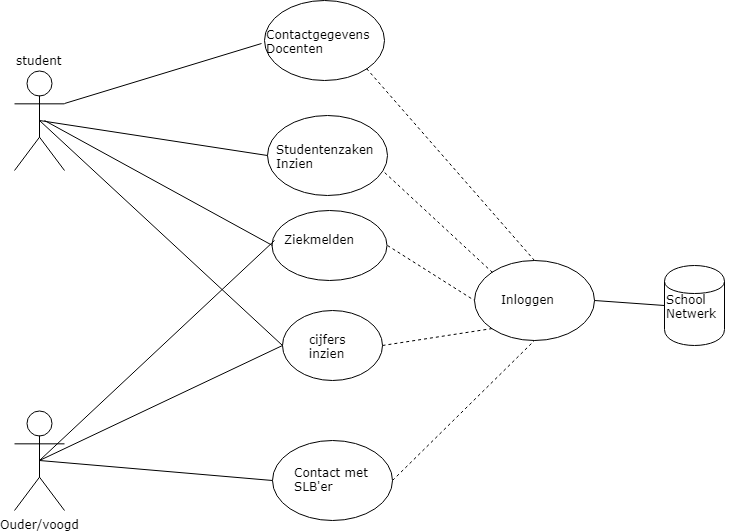 Contactgegevens
Docenten
student
Studentenzaken
Inzien
Ziekmelden
Inloggen
School
Netwerk
cijfers
inzien
Contact met
SLB'er
Ouder/voogd